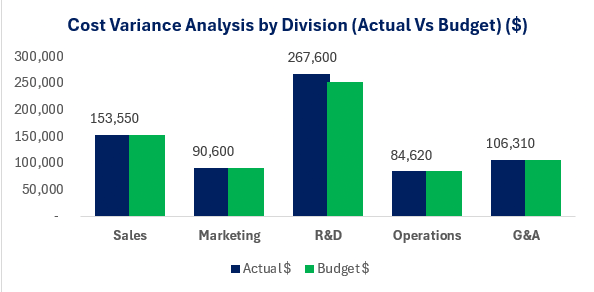 Cost Variance Analysis by Division (Actual Vs Budget) ($)
300,000
250,000
200,000
150,000
100,000
50,000
-
153,550
90,600
267,600
84,620
106,310
Sales
Marketing
R&D
Operations
G&A
Actual $
Budget $